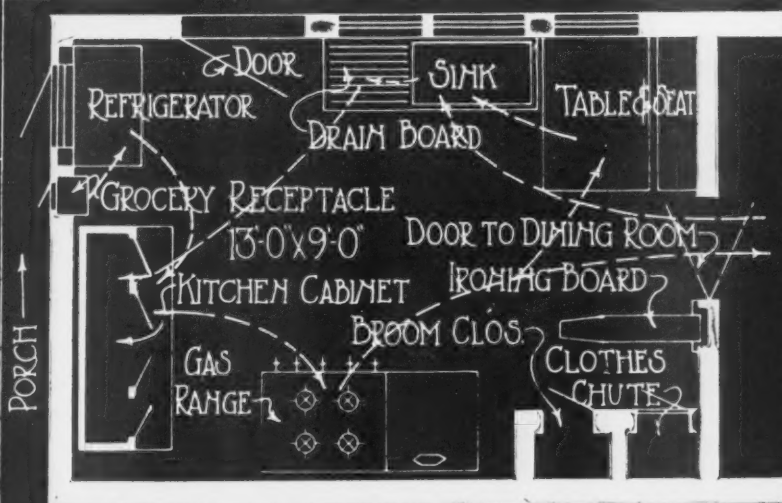 DOOR
SINK
REFRIGERATOR
TABLE & SEAT
DRAIN BOARD
GROCERY RECEPTACLE
13'-0"X9'-0"
DOOR TO DINING ROOM
IRONING BOARD
KITCHEN CABINET
BROOM CLOS.
PORCH
GAS
RANGE
CLOTHES
CHUTE